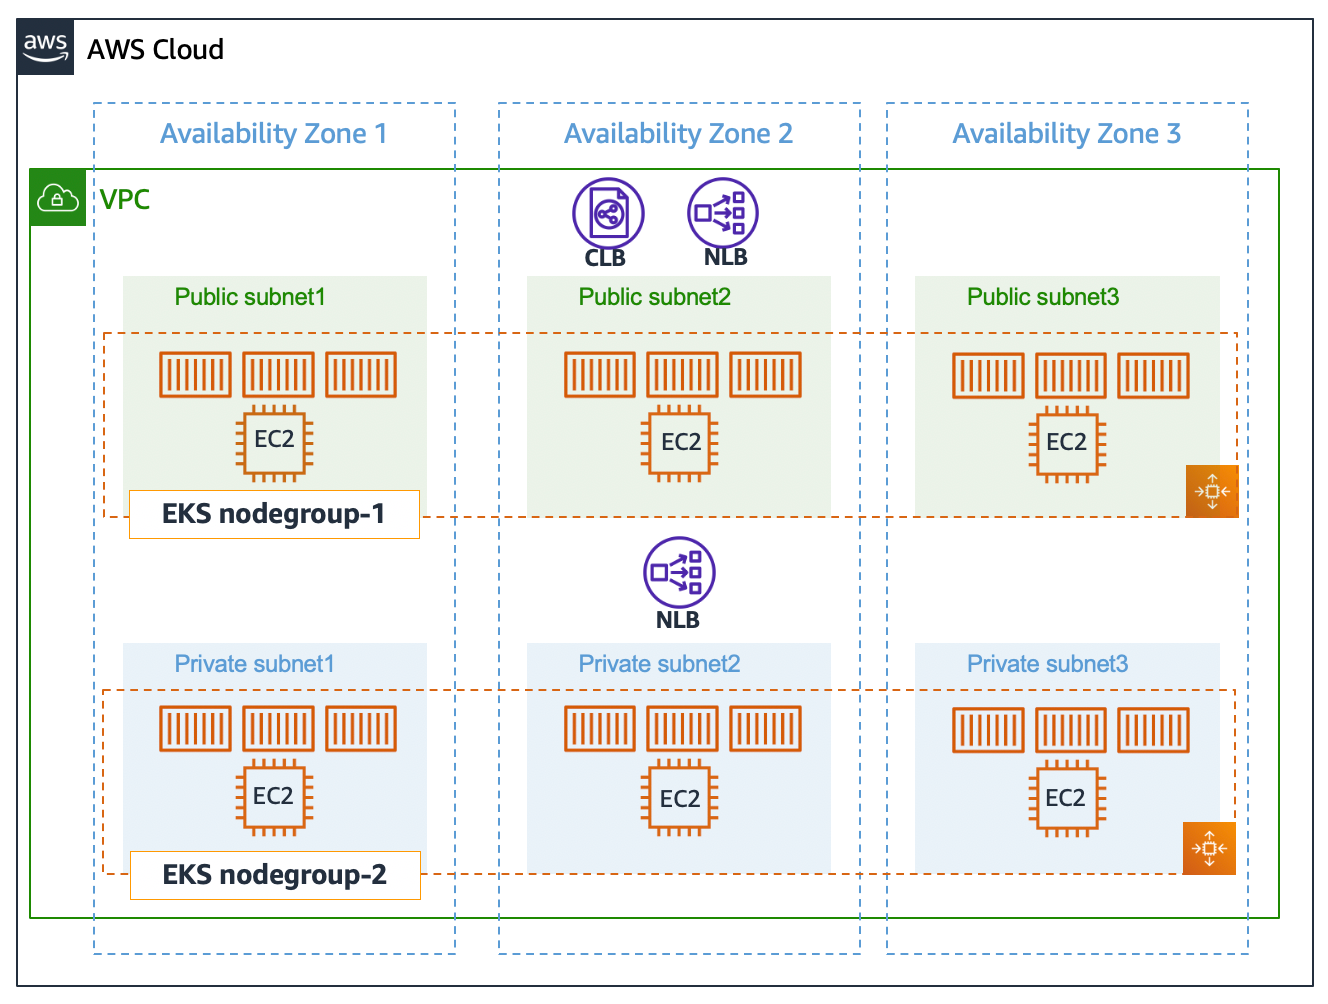 aws
AWS Cloud
Availability Zone 1
Availability Zone 2
Availability Zone 3
VPC
CLB
NLB
Public subnet1
Public subnet2
Public subnet3
EC2
EC2
EC2
EKS nodegroup-1
NLB
Private subnet1
Private subnet2
Private subnet3
EC2
EC2
EC2
EKS nodegroup-2